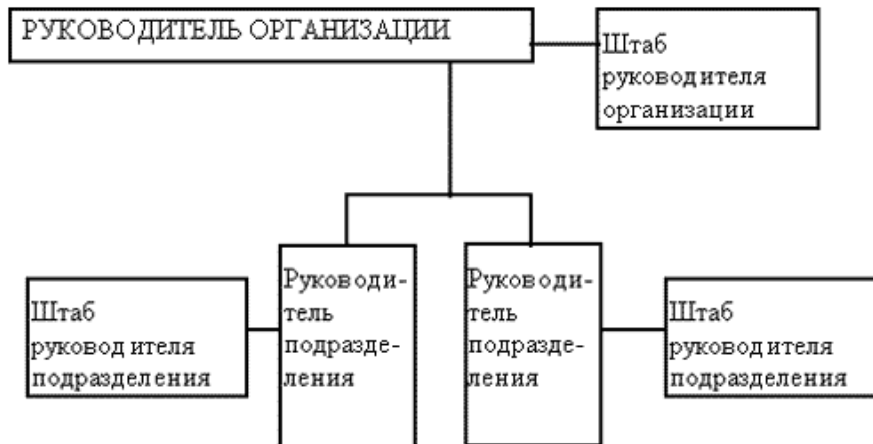 РУКОВОДИТЕЛЬ ОРГАНИЗАЦИИ
Штаб
руководителя
организации
Штаб
руководителя
подразделения
Руководи-
тель
подразде-
ления
Руководи-
тель
подразде-
ления
Штаб
руководителя
подразделения